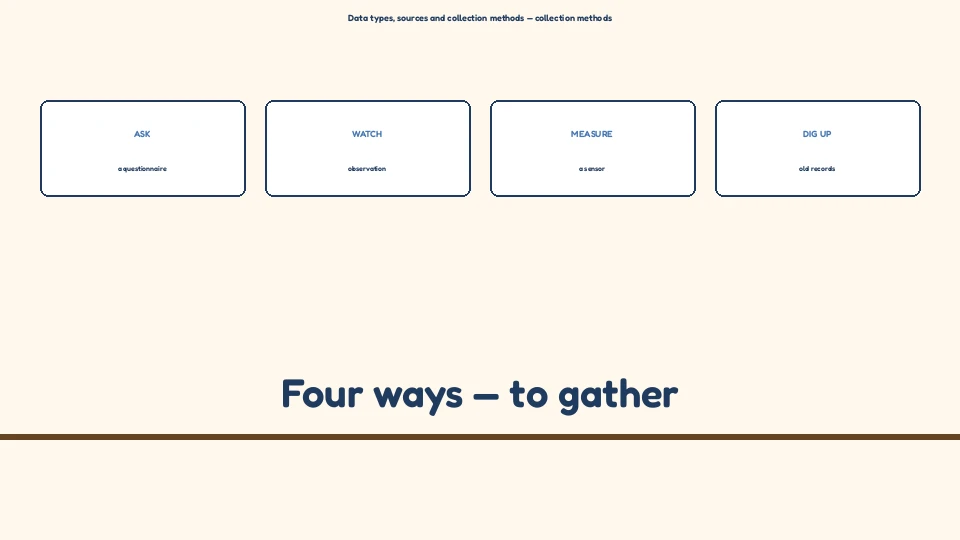 Data types, sources and collection methods — collection methods
ASK
a questionnaire
WATCH
observation
MEASURE
a sensor
DIG UP
old records
Four ways — to gather